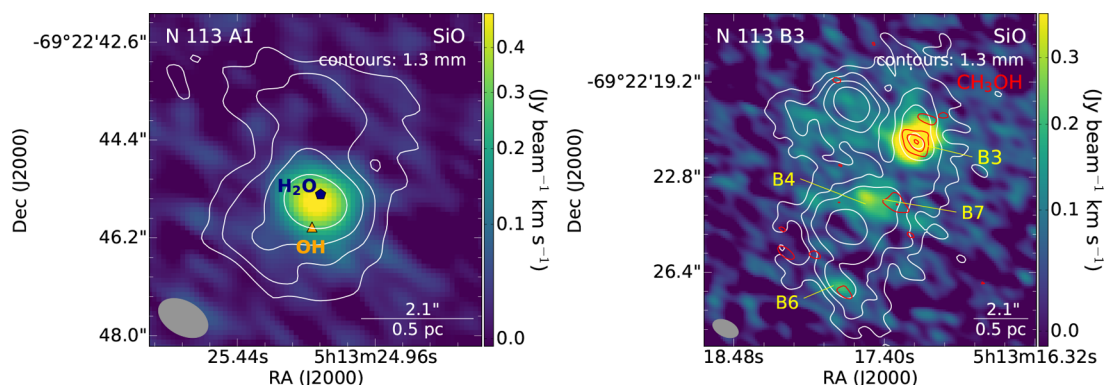 N 113 A1
SiO
contours: 1.3 mm
H₂O
OH
2.1"
0.5 pc
-69°22'42.6"
44.4"
46.2"
48.0"
Dec (J2000)
25.44s
5h13m24.96s
RA (J2000)
0.4
0.3
0.2
0.1
0.0
(Jy beam⁻¹ km s⁻¹)
N 113 B3
SiO
contours: 1.3 mm
CH₃OH
B3
B4
B7
B6
2.1"
0.5 pc
-69°22'19.2"
22.8"
26.4"
Dec (J2000)
18.48s
17.40s
5h13m16.32s
RA (J2000)
0.3
0.2
0.1
0.0
(Jy beam⁻¹ km s⁻¹)